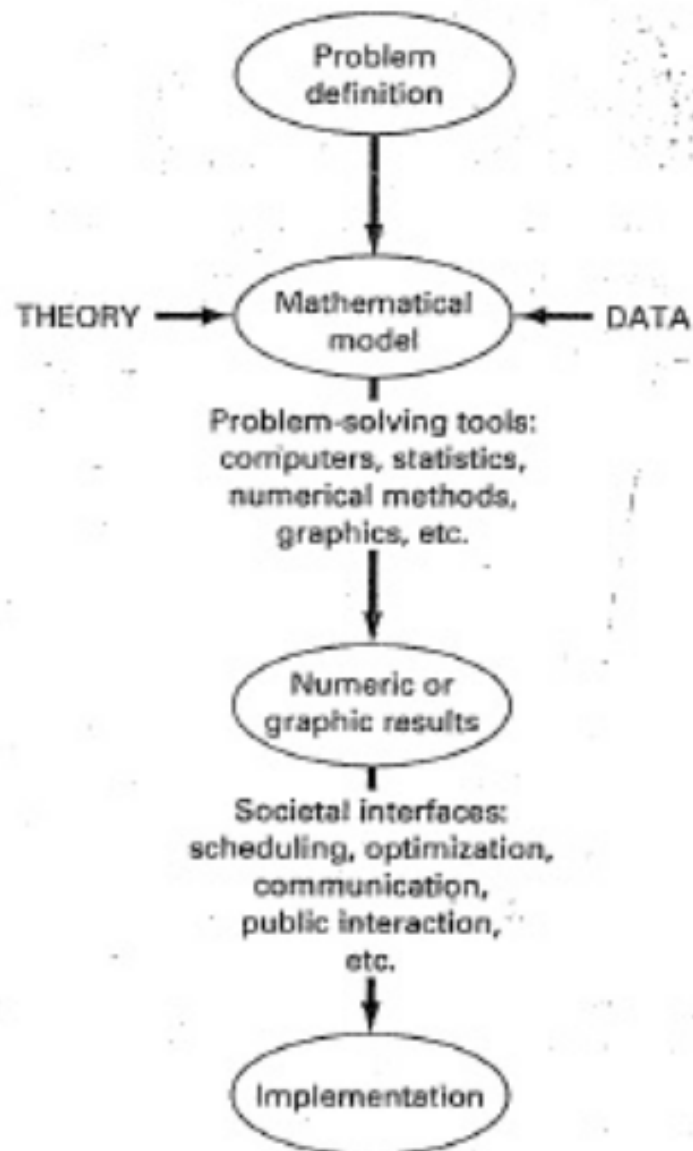 Problem
definition
THEORY
Mathematical
model
DATA
Problem-solving tools:
computers, statistics,
numerical methods,
graphics, etc.
Numeric or
graphic results
Societal interfaces:
scheduling, optimization,
communication,
public interaction,
etc.
Implementation